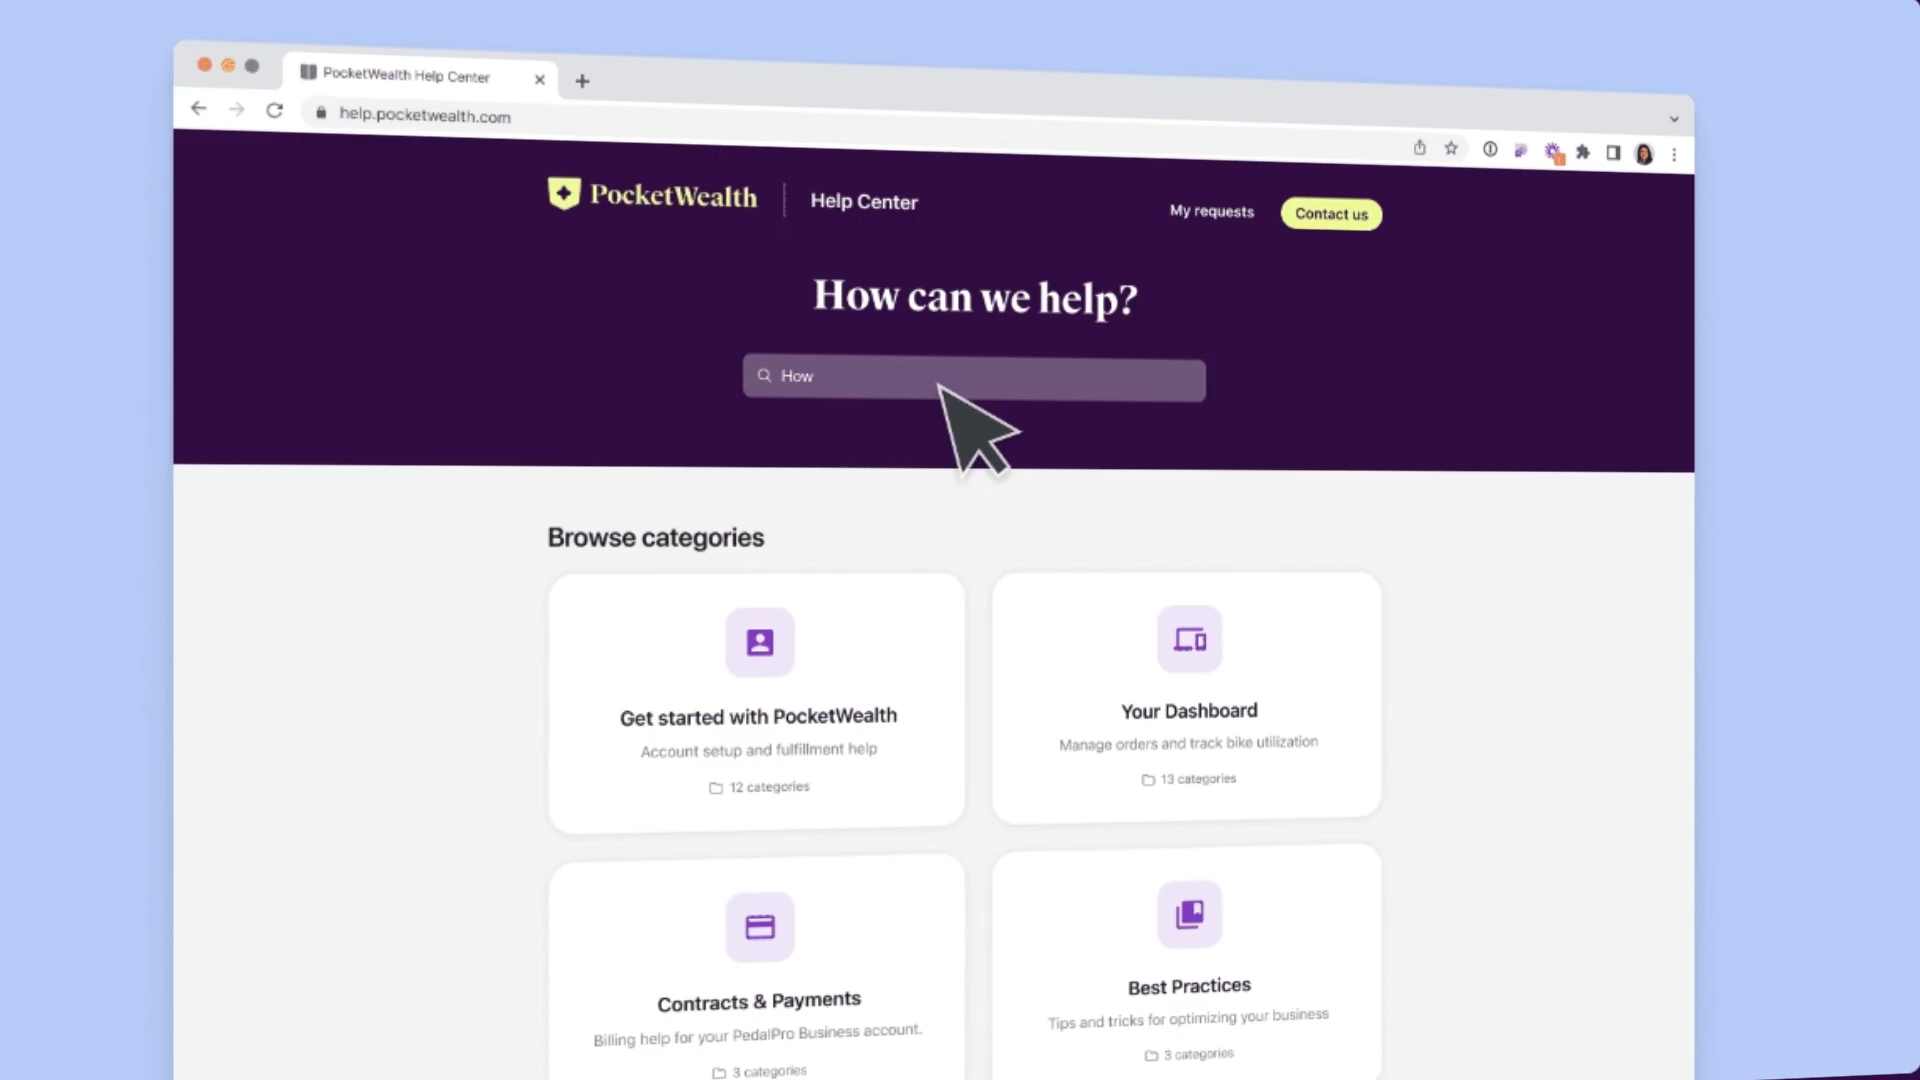 PocketWealth Help Center
help.pocketwealth.com
PocketWealth
Help Center
My requests
Contact us
How can we help?
How
Browse categories
Get started with PocketWealth
Account setup and fulfillment help
12 categories
Your Dashboard
Manage orders and track bike utilization
13 categories
Contracts & Payments
Billing help for your PedalPro Business account.
3 categories
Best Practices
Tips and tricks for optimizing your business
3 categories